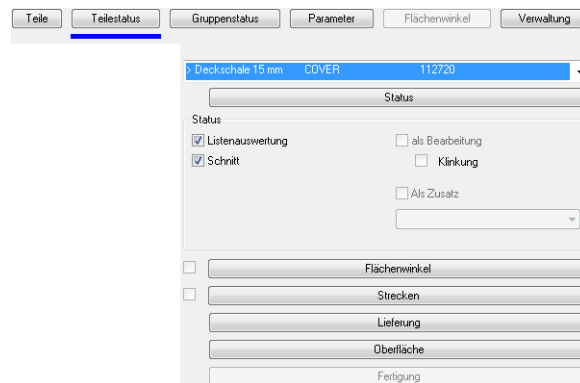 Teile Teilestatus Gruppenstatus Parameter Flächenwinkel Verwaltung
> Deckschale 15 mm COVER 112720
Status
Status
Listenauswertung als Bearbeitung
Schnitt Klinkung
Als Zusatz
Flächenwinkel
Strecken
Lieferung
Oberfläche
Fertigung